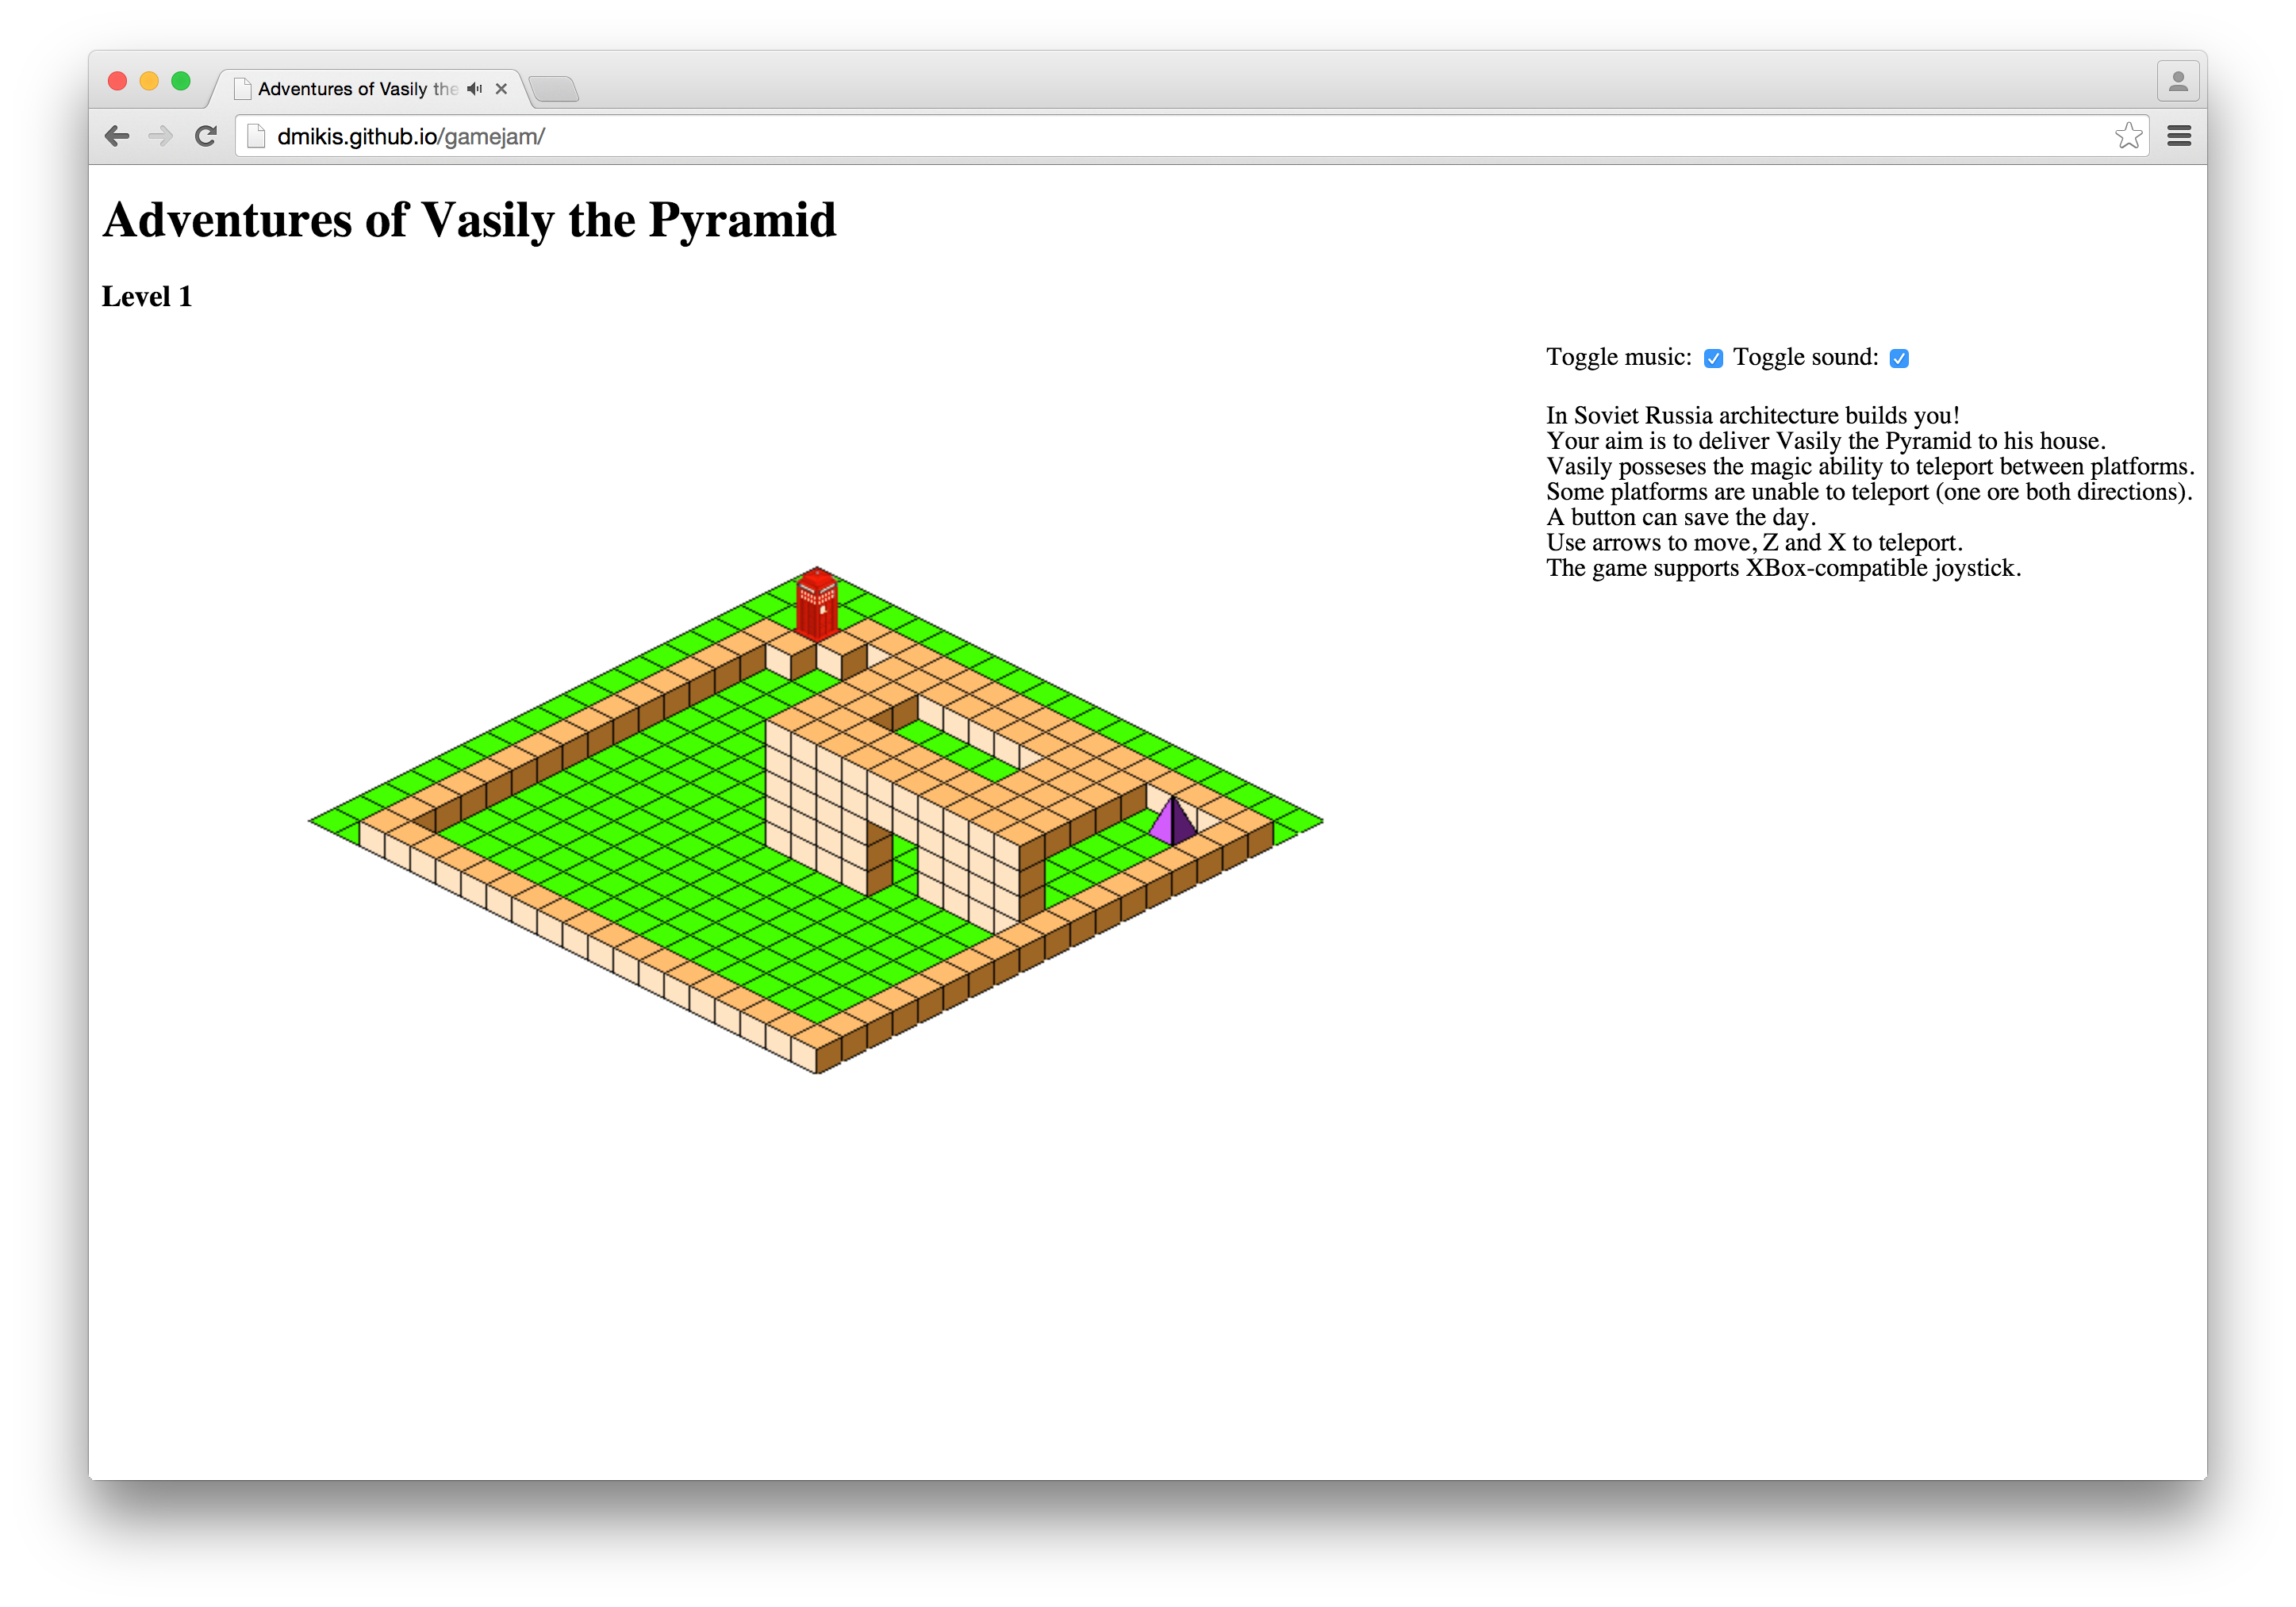 Adventures of Vasily the
dmikis.github.io/gamejam/
Adventures of Vasily the Pyramid
Level 1
Toggle music: Toggle sound:
In Soviet Russia architecture builds you!
Your aim is to deliver Vasily the Pyramid to his house.
Vasily posseses the magic ability to teleport between platforms.
Some platforms are unable to teleport (one ore both directions).
A button can save the day.
Use arrows to move, Z and X to teleport.
The game supports XBox-compatible joystick.